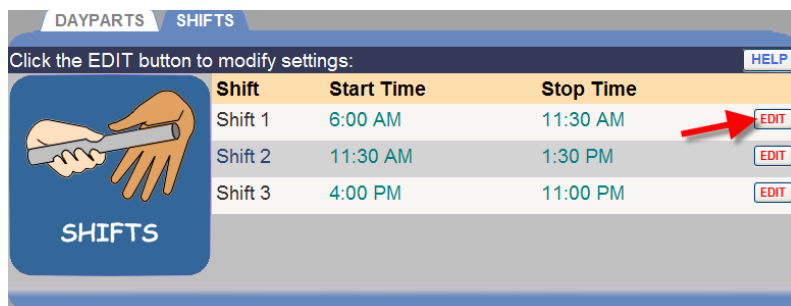 DAYPARTS SHIFTS
Click the EDIT button to modify settings: HELP
Shift Start Time Stop Time
Shift 1 6:00 AM 11:30 AM EDIT
Shift 2 11:30 AM 1:30 PM EDIT
Shift 3 4:00 PM 11:00 PM EDIT
SHIFTS